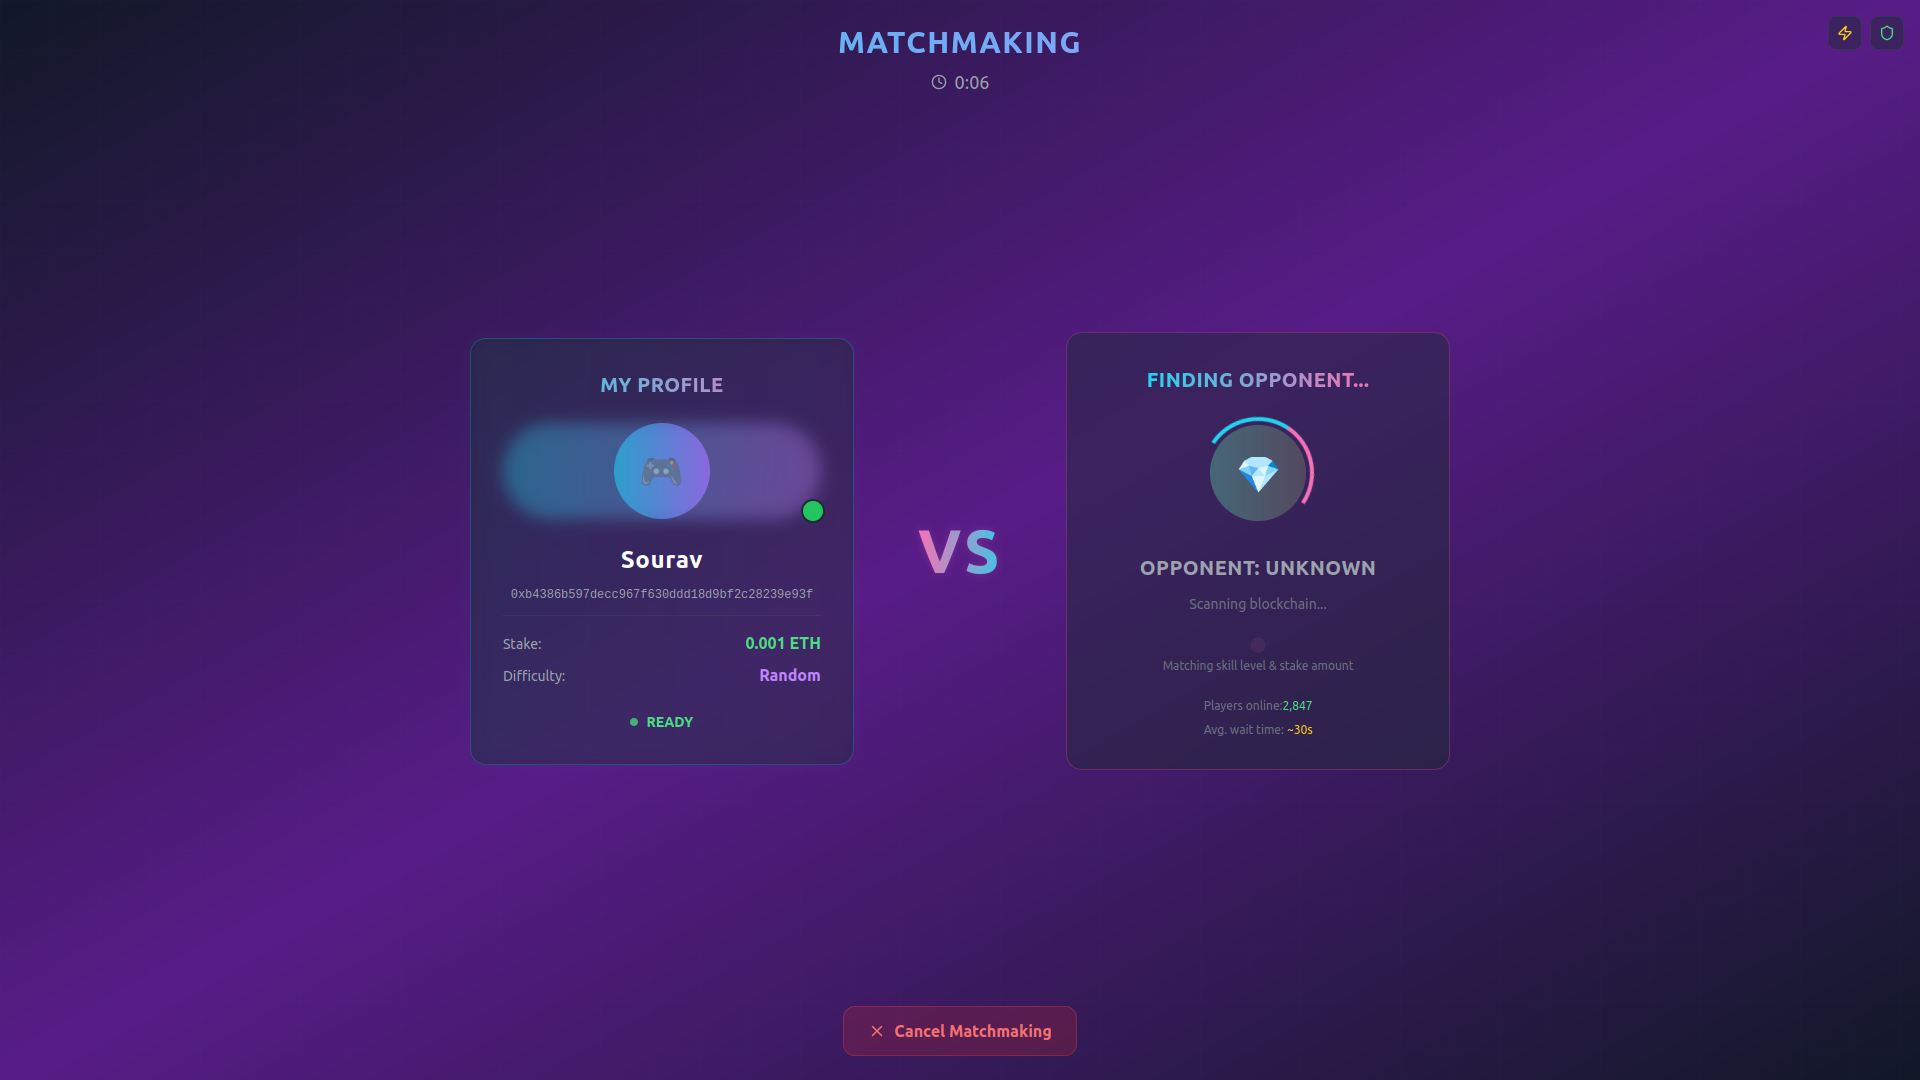 MATCHMAKING
0:06
MY PROFILE
Sourav
0xb4386b597decc967f630ddd18d9bf2c28239e93f
Stake: 0.001 ETH
Difficulty: Random
READY
VS
FINDING OPPONENT...
OPPONENT: UNKNOWN
Scanning blockchain...
Matching skill level & stake amount
Players online:2,847
Avg. wait time: ~30s
Cancel Matchmaking